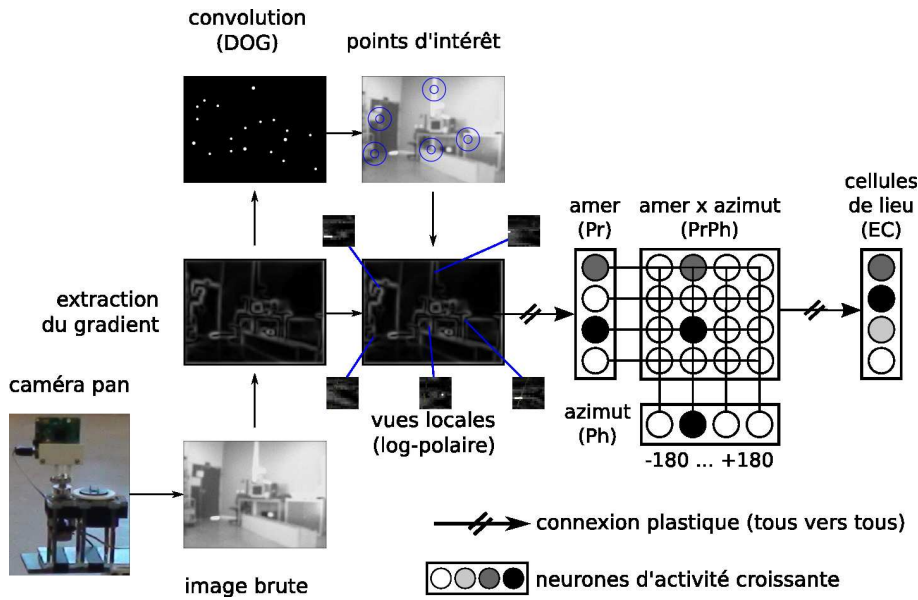 convolution
(DOG)
points d'intérêt
cellules
de lieu
(EC)
amer
(Pr)
amer x azimut
(PrPh)
extraction
du gradient
caméra pan
vues locales
(log-polaire)
azimut
(Ph)
-180 ... +180
connexion plastique (tous vers tous)
image brute
neurones d'activité croissante